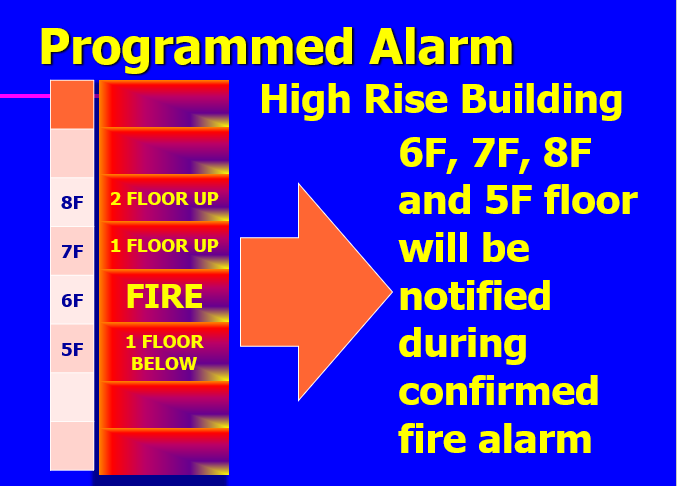 Programmed Alarm
High Rise Building
8F
2 FLOOR UP
7F
1 FLOOR UP
6F
FIRE
5F
1 FLOOR
BELOW
6F, 7F, 8F
and 5F floor
will be
notified
during
confirmed
fire alarm